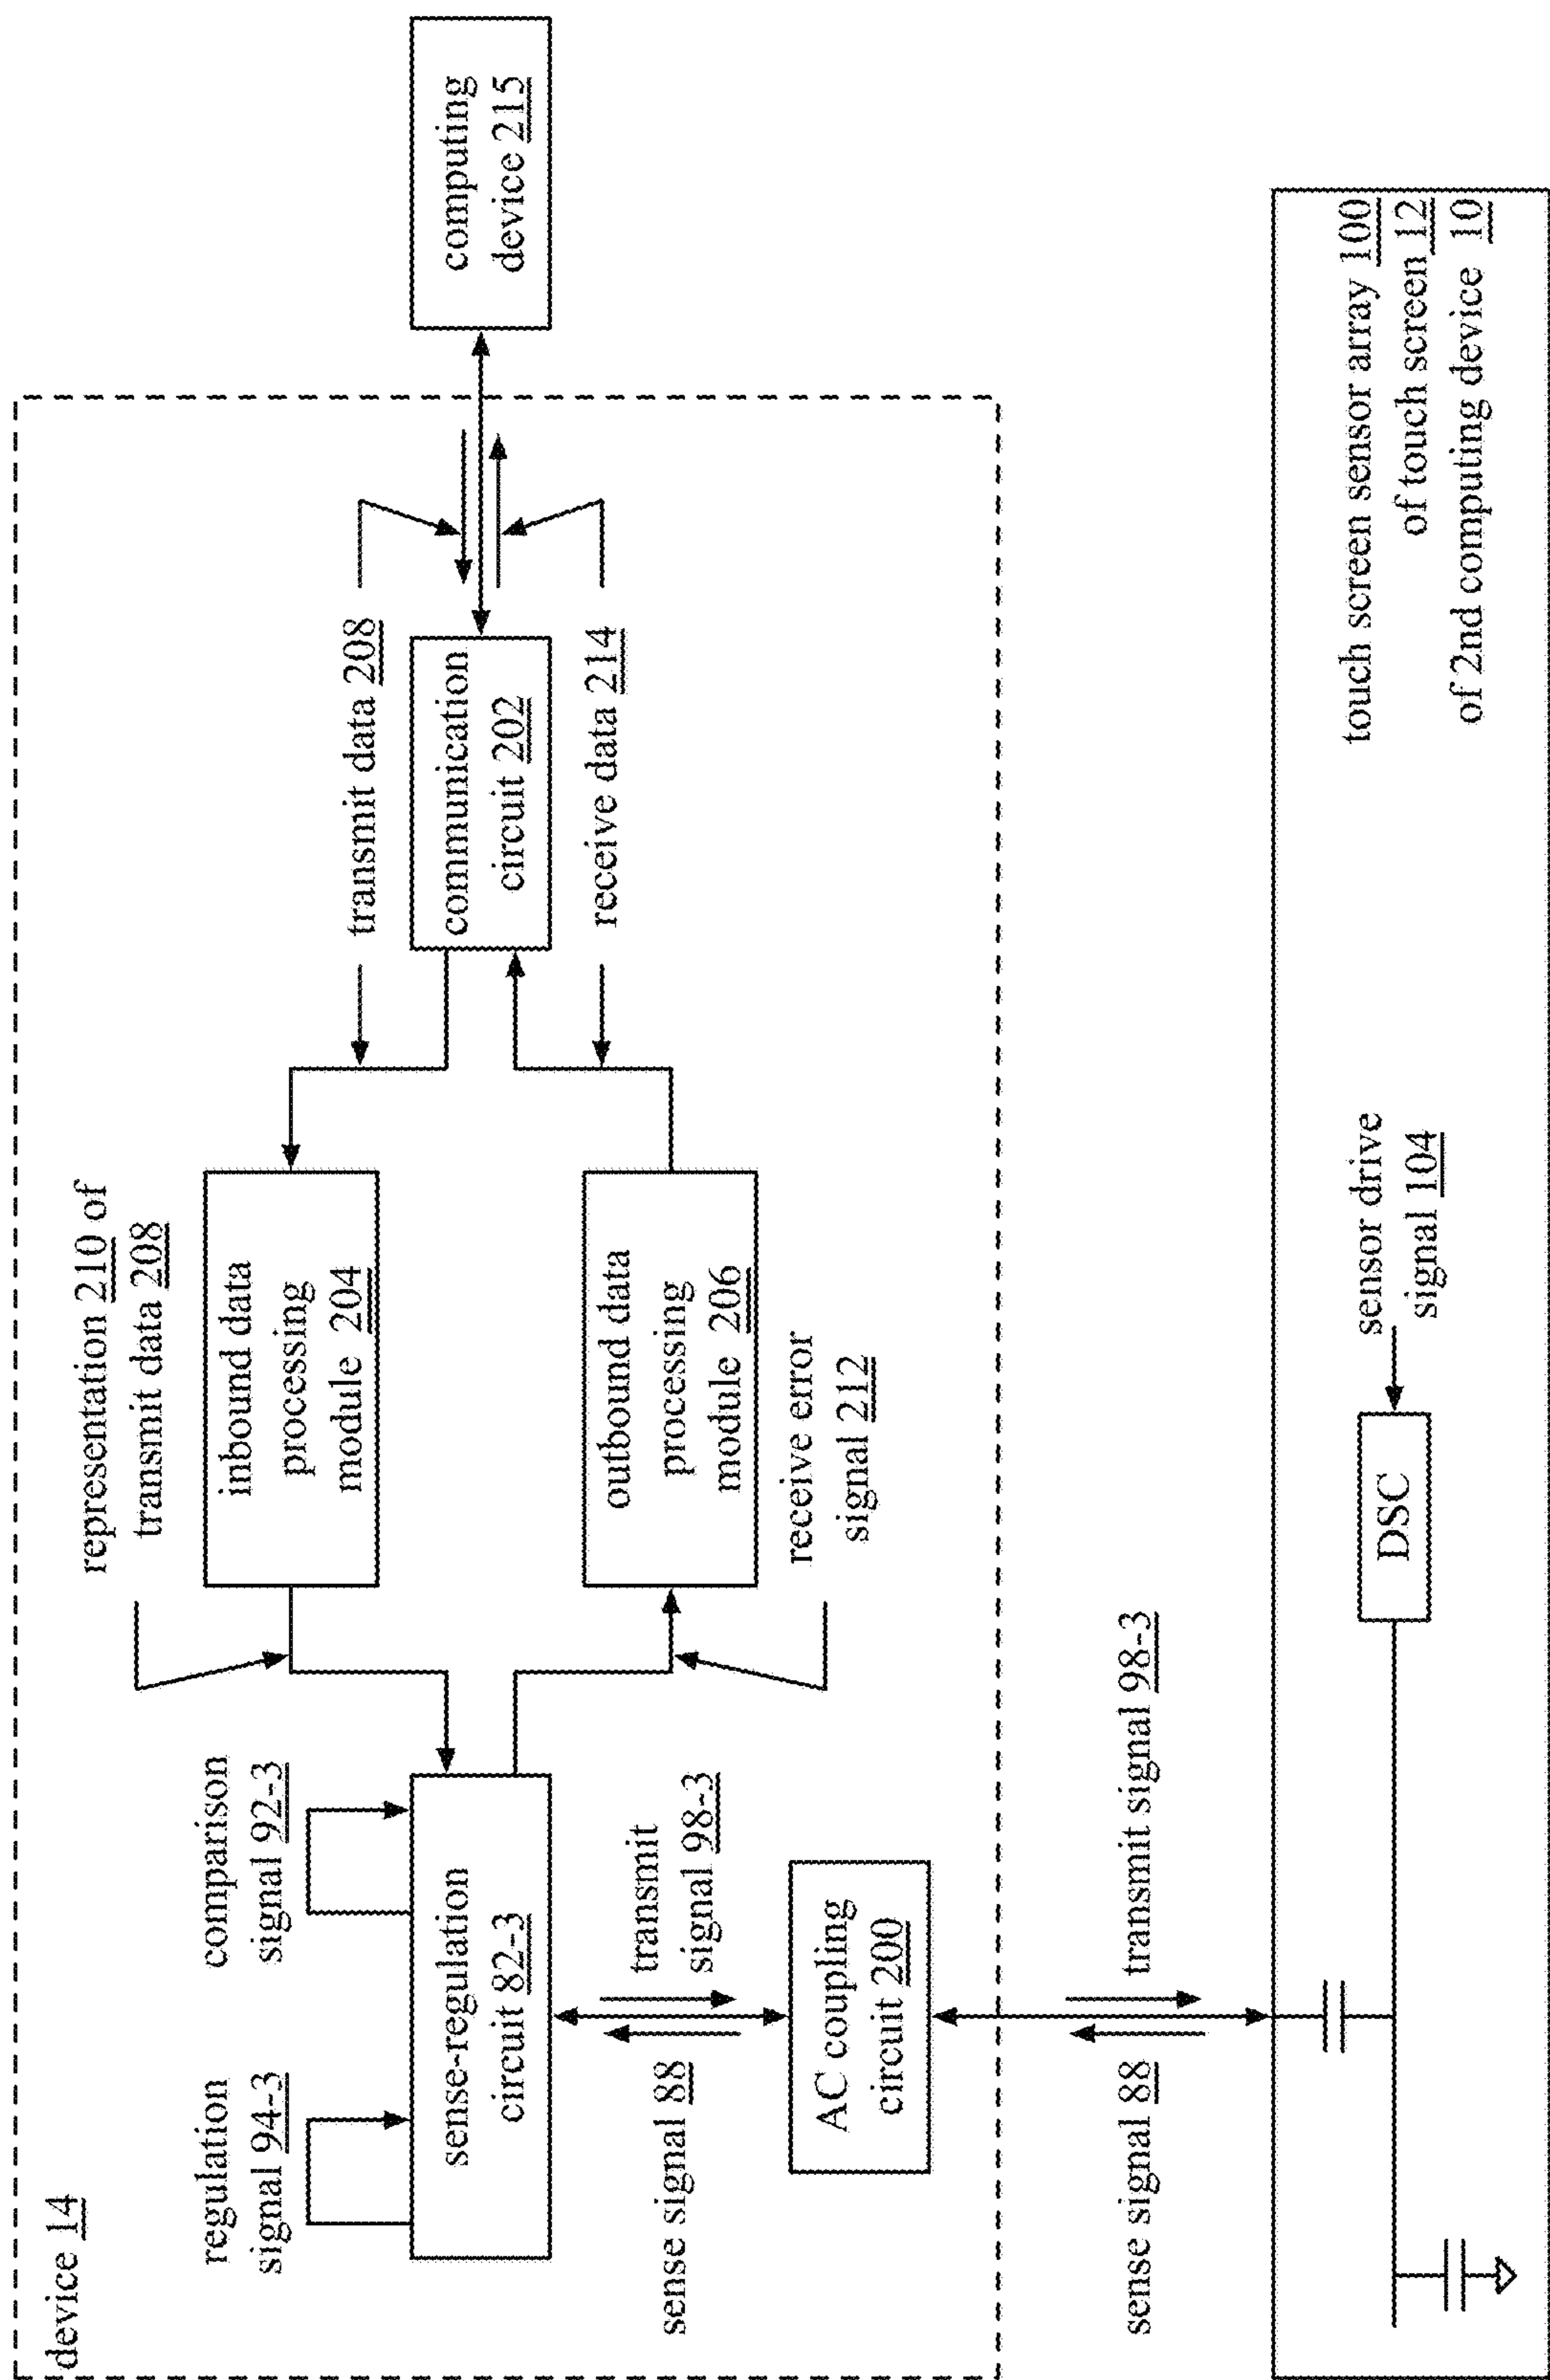 device 14
regulation
signal 94-3
comparison
signal 92-3
representation 210 of
transmit data 208
sense-regulation
circuit 82-3
inbound data
processing
module 204
transmit data 208
communication
circuit 202
computing
device 215
receive data 214
outbound data
processing
module 206
receive error
signal 212
sense signal 88
transmit
signal 98-3
AC coupling
circuit 200
sense signal 88
transmit signal 98-3
DSC
sensor drive
signal 104
touch screen sensor array 100
of touch screen 12
of 2nd computing device 10